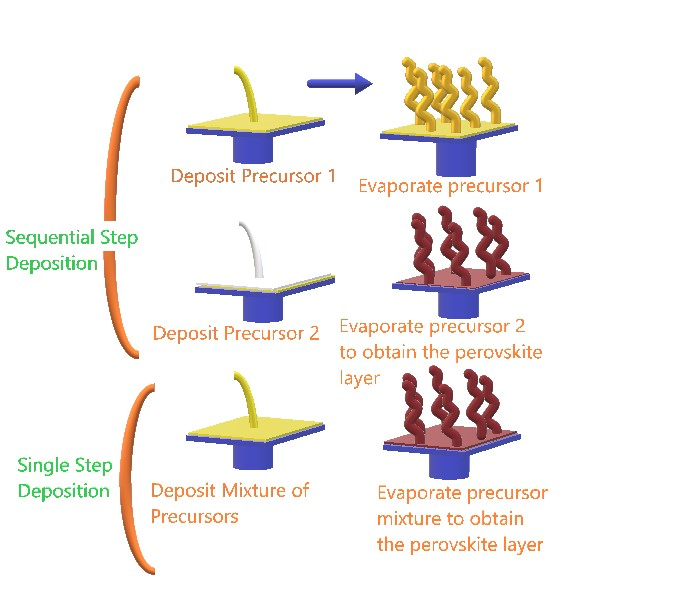 Deposit Precursor 1
Evaporate precursor 1
Sequential Step
Deposition
Deposit Precursor 2
Evaporate precursor 2
to obtain the perovskite
layer
Single Step
Deposition
Deposit Mixture of
Precursors
Evaporate precursor
mixture to obtain
the perovskite layer